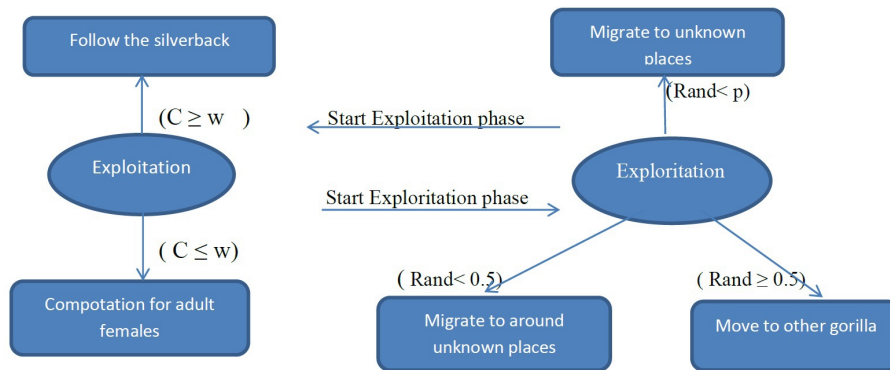 Follow the silverback
Migrate to unknown
places
(C ≥ w )
(Rand< p)
Start Exploitation phase
Exploitation
Exploritation
Start Exploritation phase
( C ≤ w)
( Rand< 0.5)
( Rand ≥ 0.5)
Computation for adult
females
Migrate to around
unknown places
Move to other gorilla